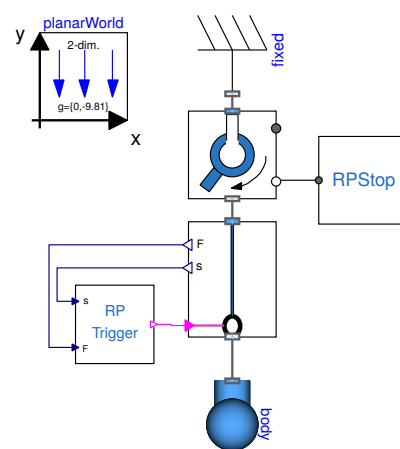 planarWorld
y
2-dim.
g={0,-9.81}
x
fixed
RPStop
F
s
s
RP
Trigger
F
body